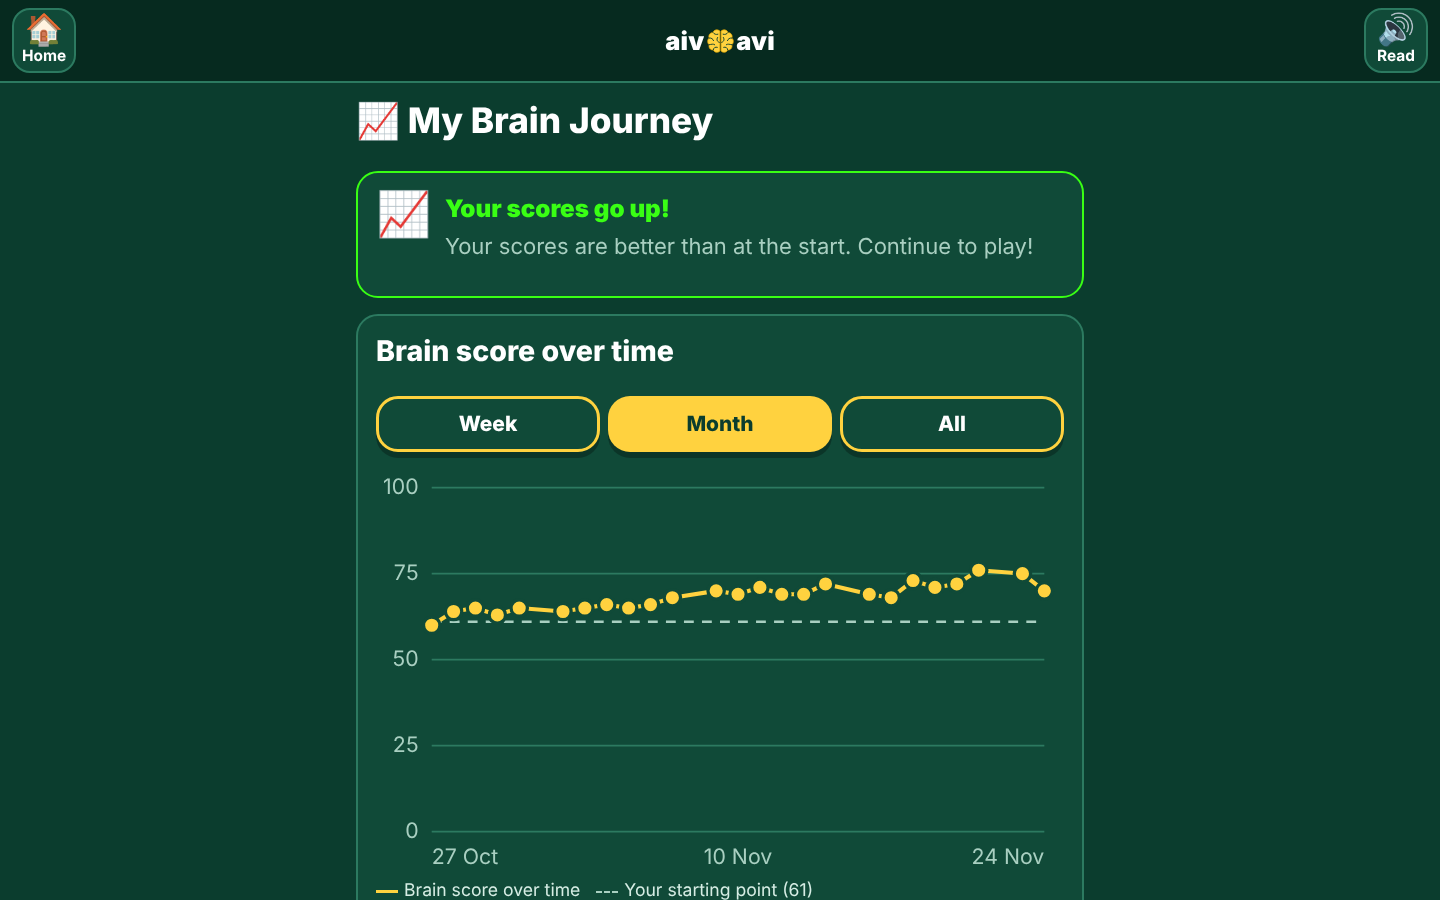 Home
aiv avi
Read
My Brain Journey
Your scores go up!
Your scores are better than at the start. Continue to play!
Brain score over time
Week
Month
All
100
75
50
25
0
27 Oct
10 Nov
24 Nov
Brain score over time
Your starting point (61)